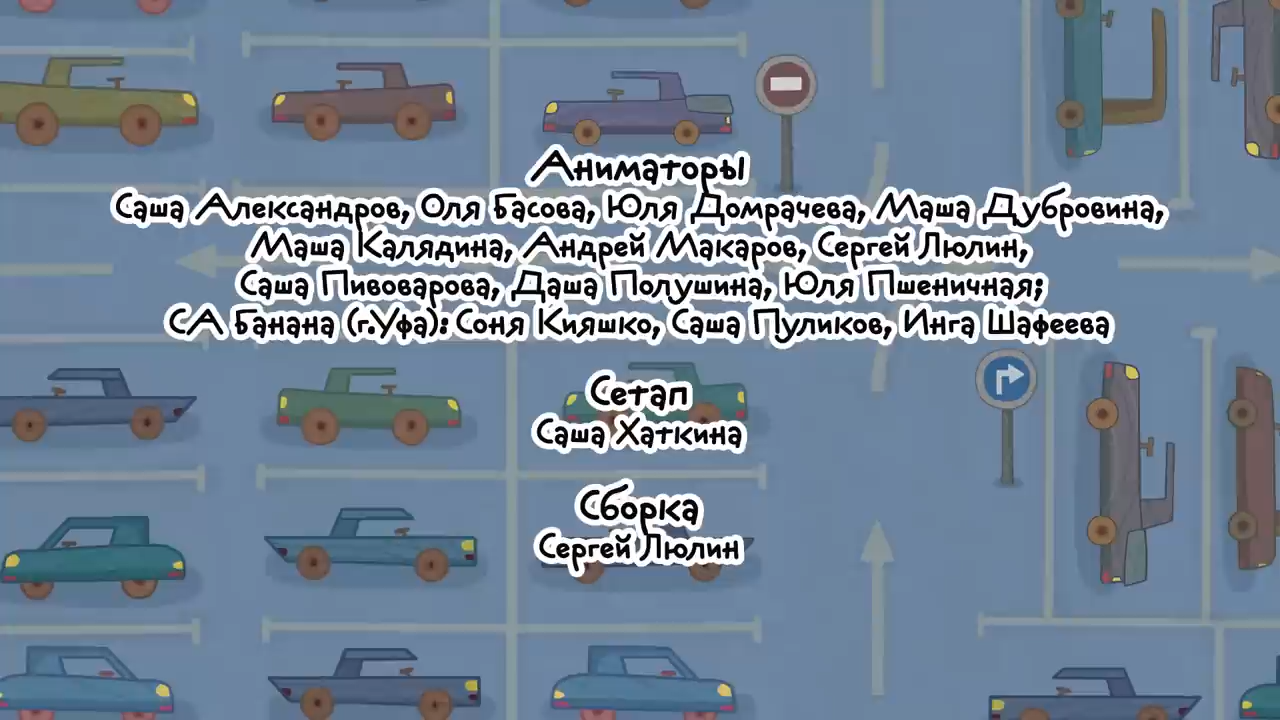 Аниматоры
Саша Александров, Оля Басова, Юля Домрачева, Маша Дубровина,
Маша Калядина, Андрей Макаров, Сергей Люлин,
Саша Пивоварова, Даша Полушина, Юля Пшеничная;
СА Банана (г.Уфа): Соня Кияшко, Саша Пуликов, Инга Шафеева
Сетап
Саша Хаткина
Сборка
Сергей Люлин